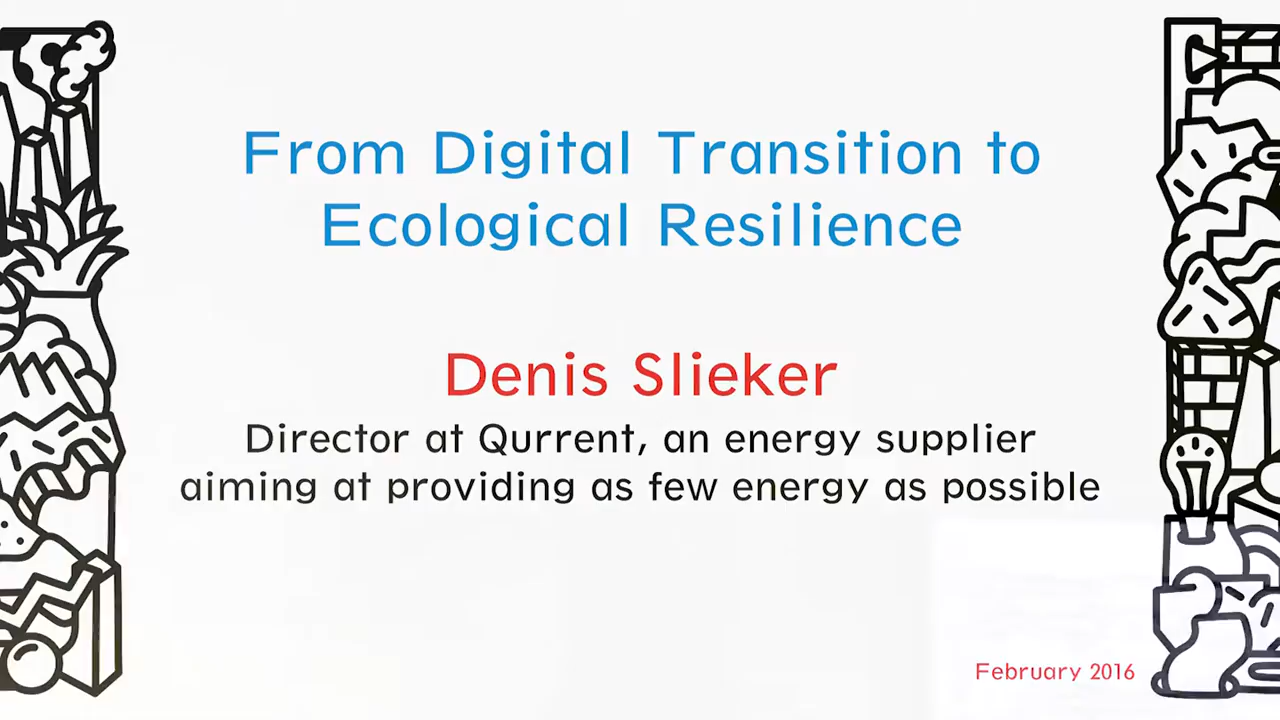 From Digital Transition to
Ecological Resilience
Denis Slieker
Director at Qurrent, an energy supplier
aiming at providing as few energy as possible
February 2016